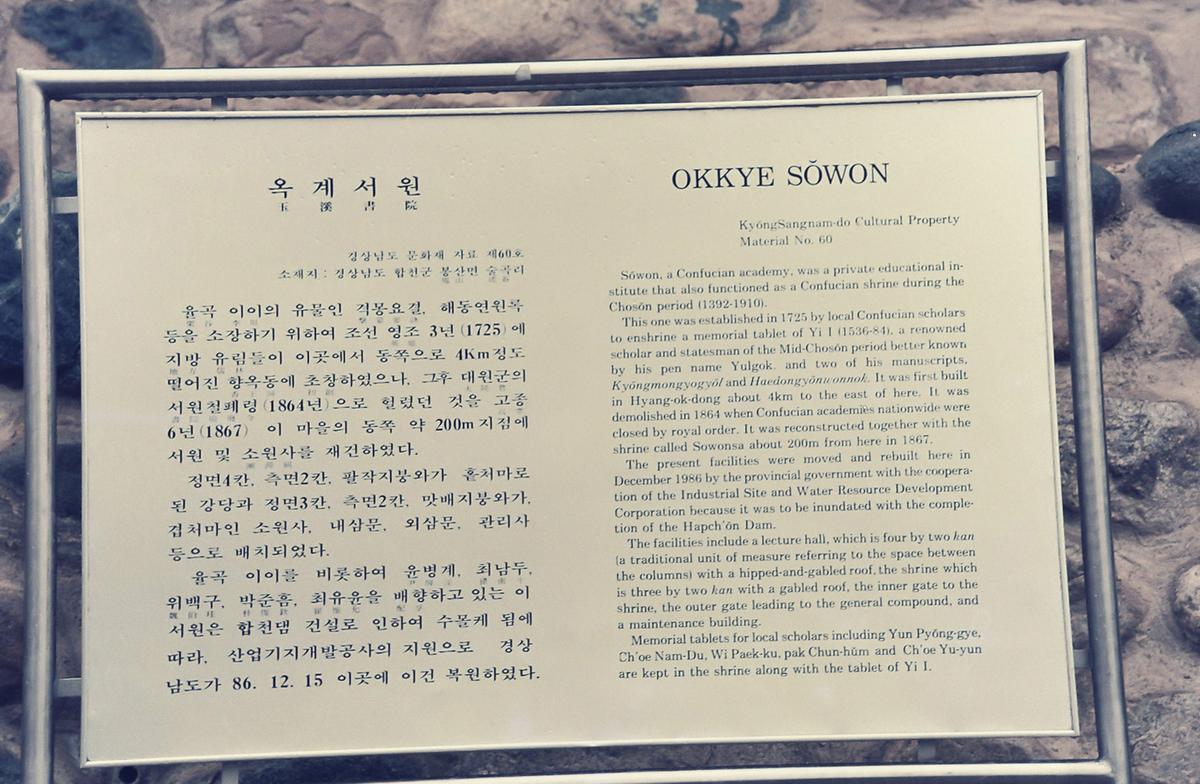 옥계서원
玉溪書院
경상남도 문화재 자료 제60호
소재지 : 경상남도 합천군 봉산면 술곡리
율곡 이이의 유물인 격몽요결, 해동연원록
등을 소장하기 위하여 조선 영조 3년(1725)에
지방 유림들이 이곳에서 동쪽으로 4Km정도
떨어진 향옥동에 초창하였으나, 그후 대원군의
서원철폐령(1864년)으로 헐렸던 것을 고종
6년(1867) 이 마을의 동쪽 약 200m지점에
서원 및 소원사를 재건하였다.
정면4칸, 측면2칸, 팔작지붕와가 홑처마로
된 강당과 정면3칸, 측면2칸, 맛배지붕와가,
겹처마인 소원사, 내삼문, 외삼문, 관리사
등으로 배치되었다.
율곡 이이를 비롯하여 윤병계, 최남두,
위백구, 박준흠, 최유윤을 배향하고 있는 이
서원은 합천댐 건설로 인하여 수몰케 됨에
따라, 산업기지개발공사의 지원으로 경상
남도가 86. 12. 15 이곳에 이건 복원하였다.
OKKYE SŎWON
KyŏngSangnam-do Cultural Property
Material No. 60
Sŏwon, a Confucian academy, was a private educational in-
stitute that also functioned as a Confucian shrine during the
Chosŏn period (1392-1910).
This one was established in 1725 by local Confucian scholars
to enshrine a memorial tablet of Yi I (1536-84), a renowned
scholar and statesman of the Mid-Chosŏn period better known
by his pen name Yulgok. and two of his manuscripts,
Kyŏngmongyogyŏl and Haedongyŏnwonnok. It was first built
in Hyang-ok-dong about 4km to the east of here. It was
demolished in 1864 when Confucian academies nationwide were
closed by royal order. It was reconstructed together with the
shrine called Sowonsa about 200m from here in 1867.
The present facilities were moved and rebuilt here in
December 1986 by the provincial government with the coopera-
tion of the Industrial Site and Water Resource Development
Corporation because it was to be inundated with the comple-
tion of the Hapch'ŏn Dam.
The facilities include a lecture hall, which is four by two kan
(a traditional unit of measure referring to the space between
the columns) with a hipped-and-gabled roof, the shrine which
is three by two kan with a gabled roof, the inner gate to the
shrine, the outer gate leading to the general compound, and
a maintenance building.
Memorial tablets for local scholars including Yun Pyŏng-gye,
Ch'oe Nam-Du, Wi Paek-ku, pak Chun-hŭm and Ch'oe Yu-yun
are kept in the shrine along with the tablet of Yi I.